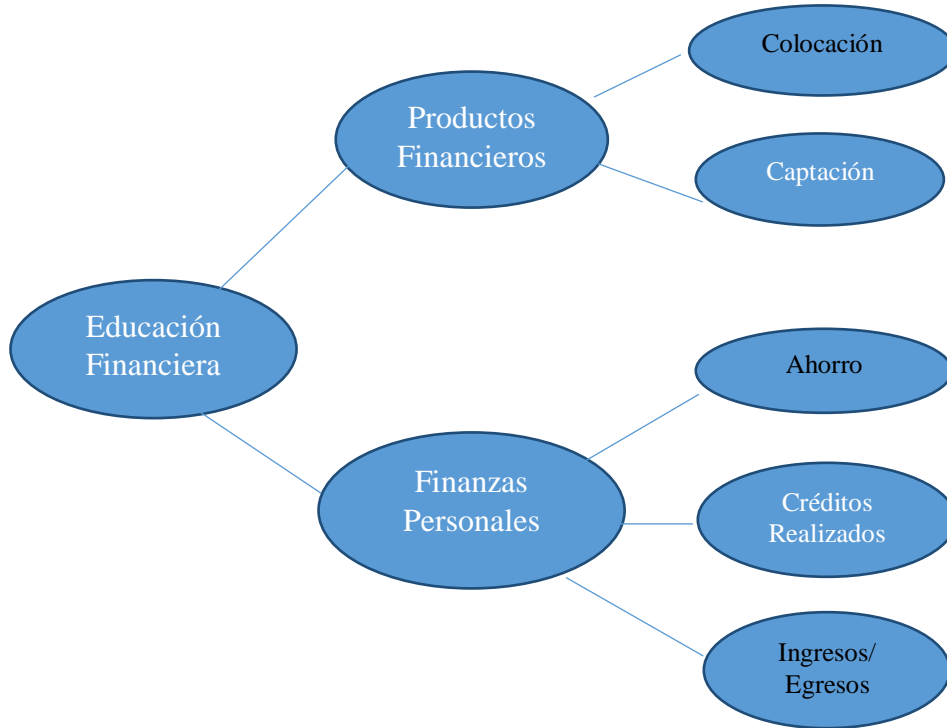 Colocación
Productos
Financieros
Captación
Educación
Financiera
Ahorro
Finanzas
Personales
Créditos
Realizados
Ingresos/
Egresos